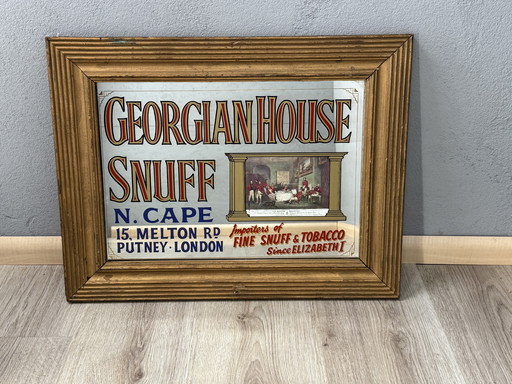 GEORGIAN HOUSE
SNUFF
N. CAPE
15, MELTON RD
PUTNEY · LONDON
Importers of
FINE SNUFF & TOBACCO
Since ELIZABETH I